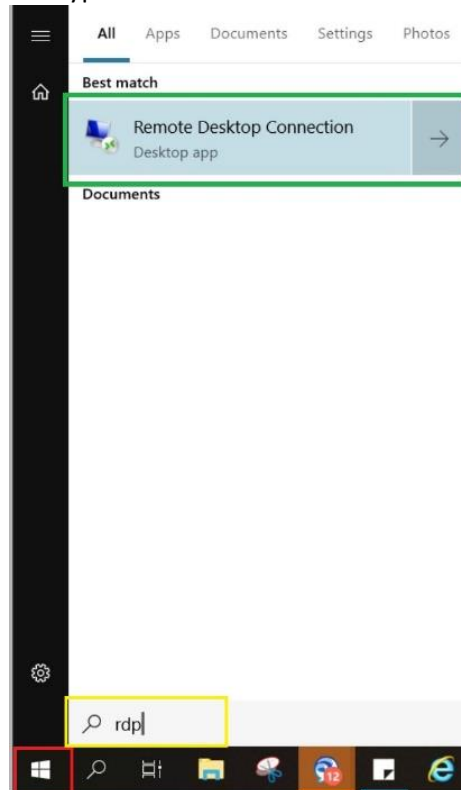 All Apps Documents Settings Photos
Best match
Remote Desktop Connection
Desktop app
Documents
rdp
12